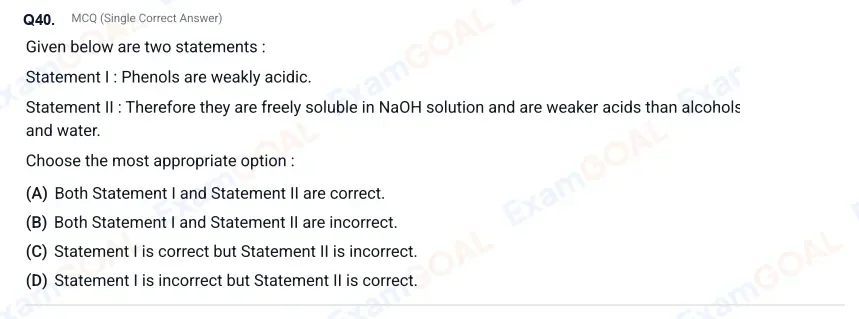 Q40. MCQ (Single Correct Answer)
Given below are two statements :
Statement I : Phenols are weakly acidic.
Statement II : Therefore they are freely soluble in NaOH solution and are weaker acids than alcohols
and water.
Choose the most appropriate option :
(A) Both Statement I and Statement II are correct.
(B) Both Statement I and Statement II are incorrect.
(C) Statement I is correct but Statement II is incorrect.
(D) Statement I is incorrect but Statement II is correct.
ExamGOAL